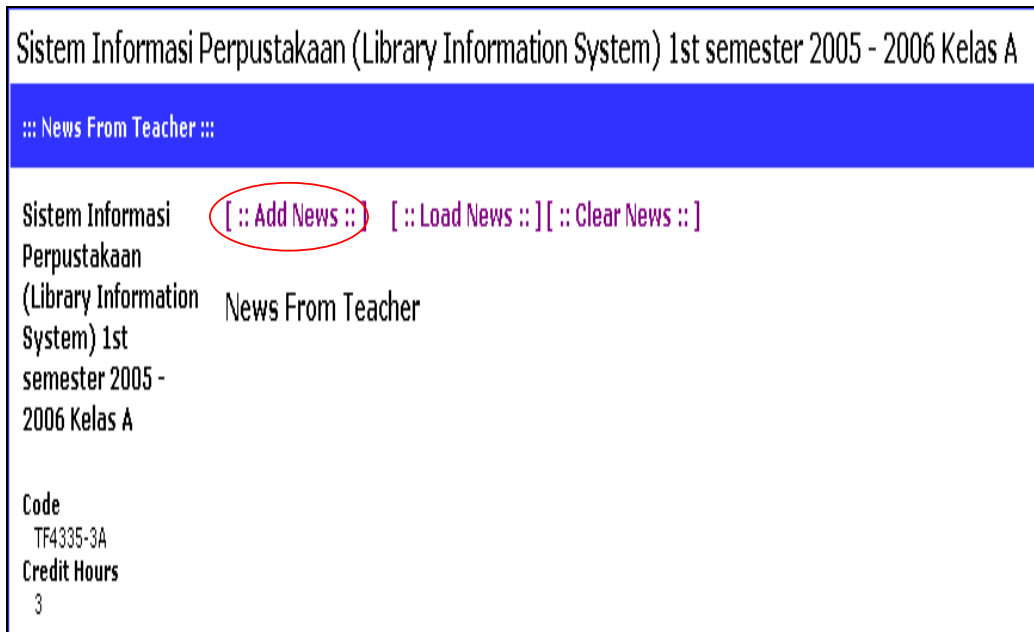 Sistem Informasi Perpustakaan (Library Information System) 1st semester 2005 - 2006 Kelas A
::: News From Teacher :::
[ :: Add News :: ] [ :: Load News :: ] [ :: Clear News :: ]
News From Teacher
Sistem Informasi
Perpustakaan
(Library Information
System) 1st
semester 2005 -
2006 Kelas A
Code
TF4335-3A
Credit Hours
3